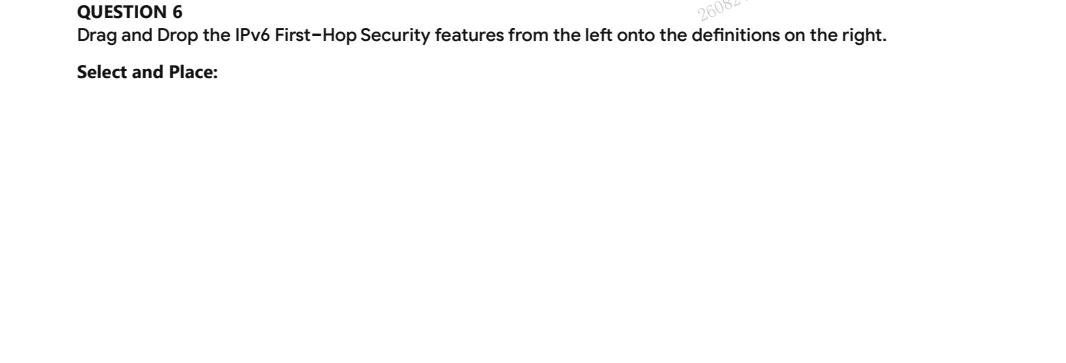 QUESTION 6
Drag and Drop the IPv6 First-Hop Security features from the left onto the definitions on the right.
Select and Place: